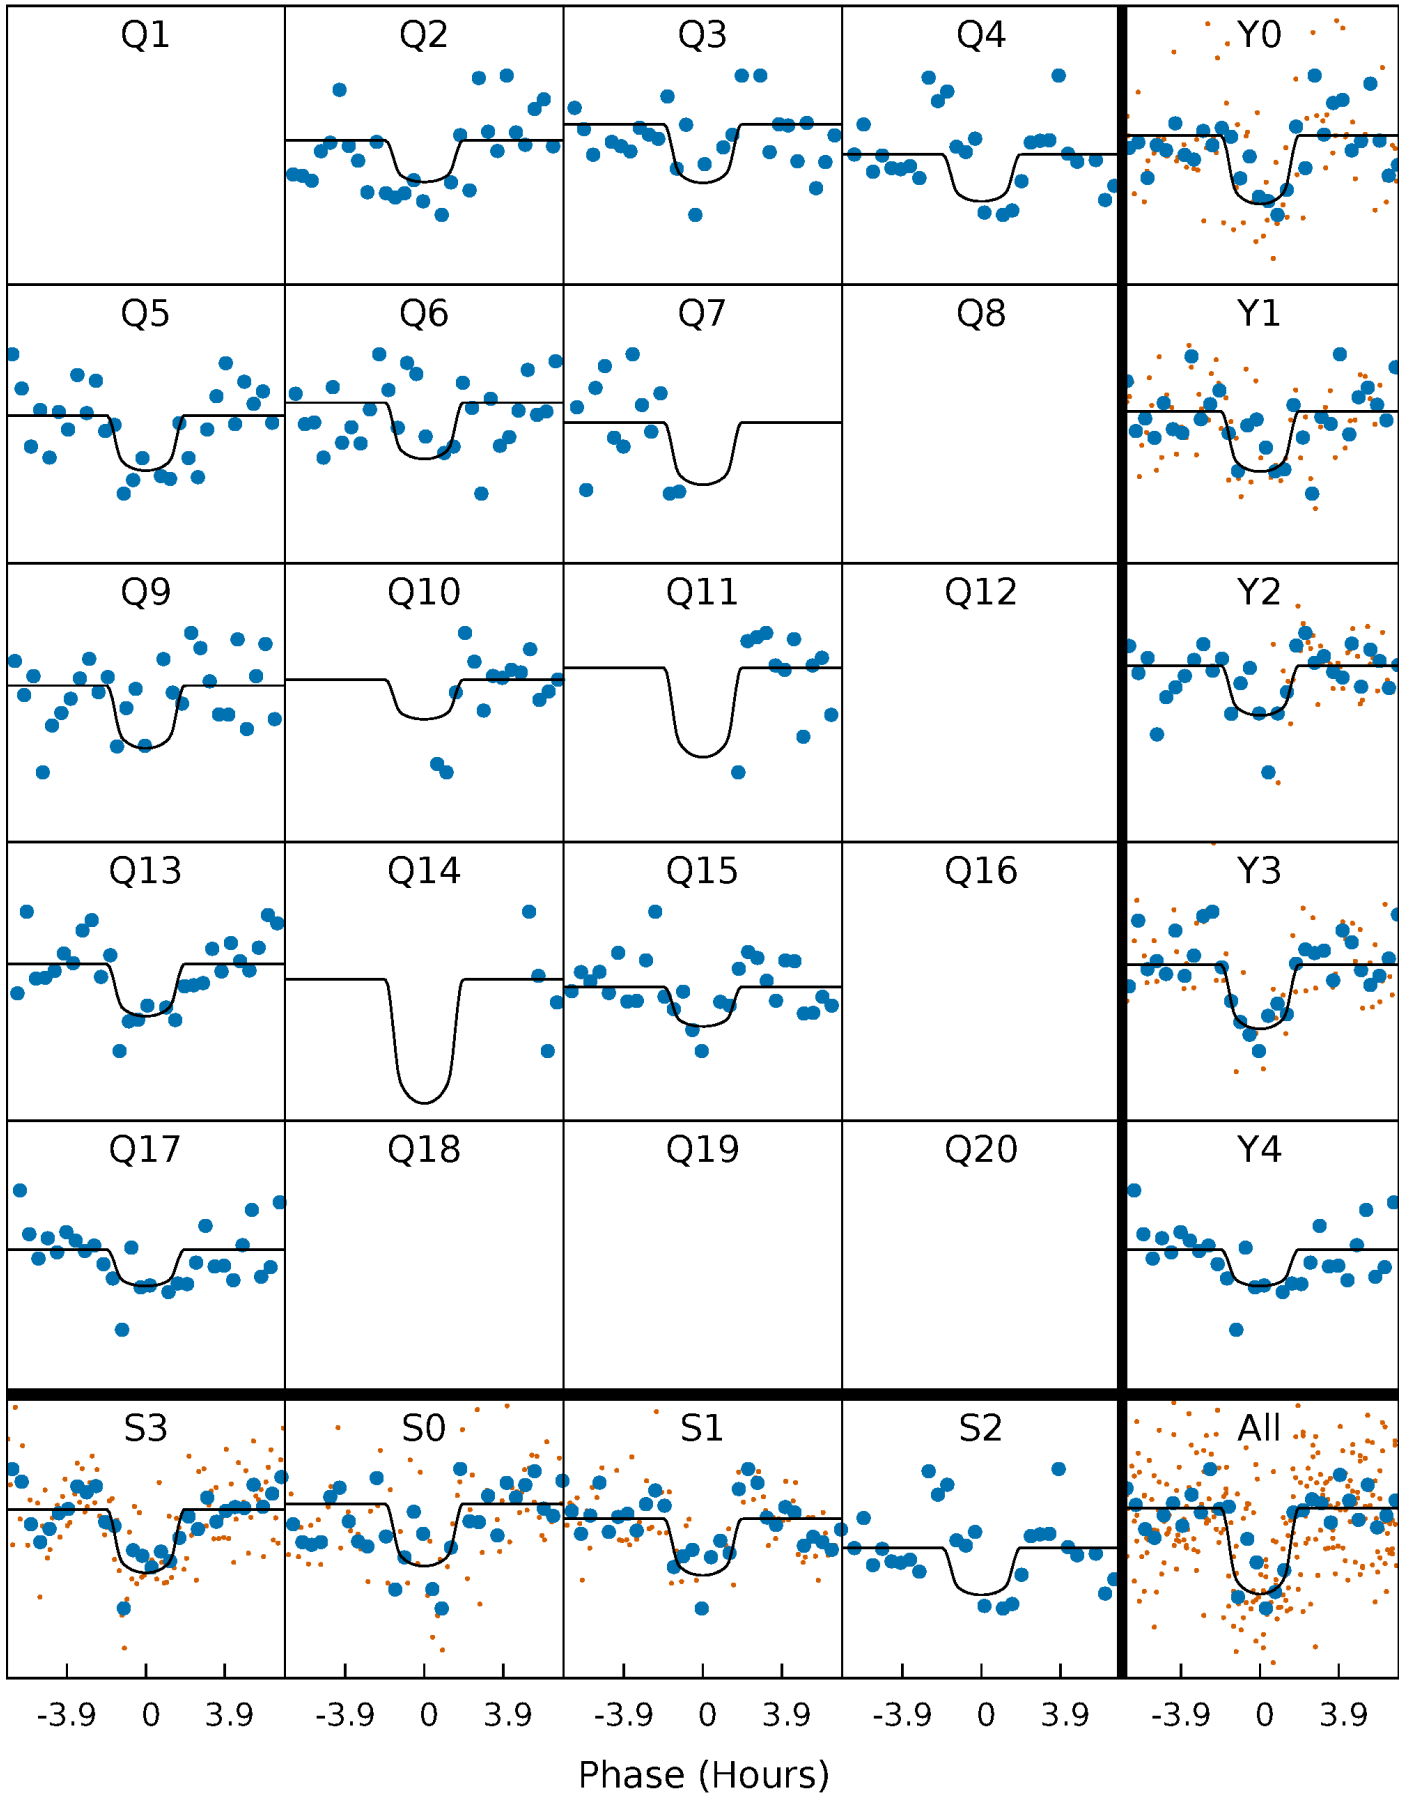 Q1 Q2 Q3 Q4 Y0
Q5 Q6 Q7 Q8 Y1
Q9 Q10 Q11 Q12 Y2
Q13 Q14 Q15 Q16 Y3
Q17 Q18 Q19 Q20 Y4
S3 S0 S1 S2 All
-3.9 0 3.9 -3.9 0 3.9 -3.9 0 3.9 -3.9 0 3.9 -3.9 0 3.9
Phase (Hours)